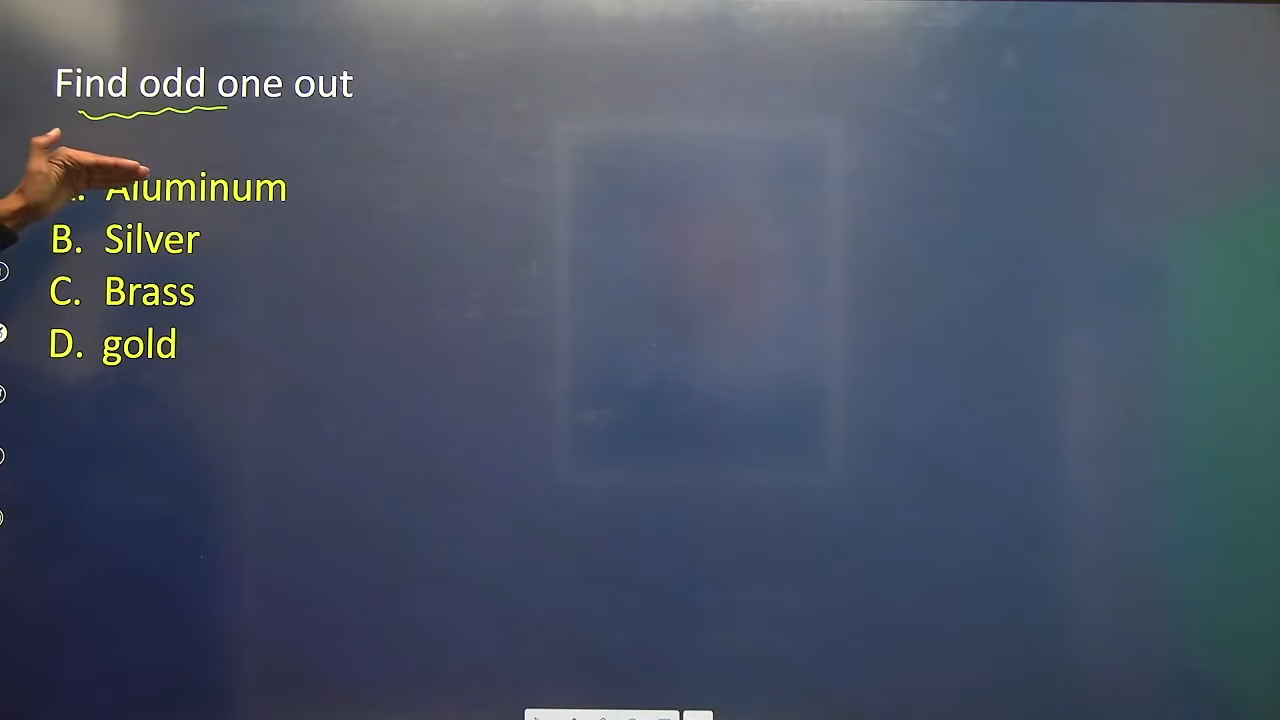 Find odd one out
Aluminum
B. Silver
C. Brass
D. gold